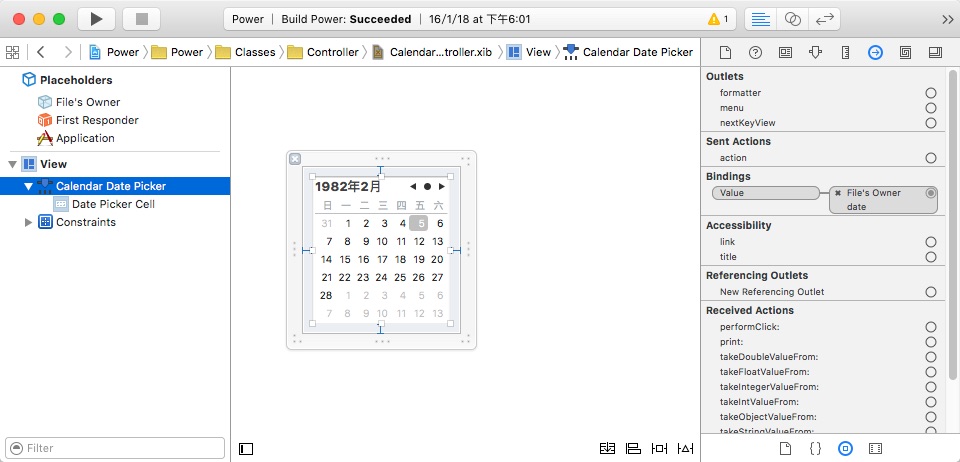 Power | Build Power: Succeeded | 16/1/18 at 下午6:01
1
Power
Power
Classes
Controller
Calendar...troller.xib
View
Calendar Date Picker
Placeholders
File's Owner
First Responder
Application
View
Calendar Date Picker
Date Picker Cell
Constraints
Filter
1982年2月
日 一 二 三 四 五 六
31 1 2 3 4 5 6
7 8 9 10 11 12 13
14 15 16 17 18 19 20
21 22 23 24 25 26 27
28 1 2 3 4 5 6
7 8 9 10 11 12 13
Outlets
formatter
menu
nextKeyView
Sent Actions
action
Bindings
Value
File's Owner
date
Accessibility
link
title
Referencing Outlets
New Referencing Outlet
Received Actions
performClick:
print:
takeDoubleValueFrom:
takeFloatValueFrom:
takeIntegerValueFrom:
takeIntValueFrom:
takeObjectValueFrom:
takeStringValueFrom: